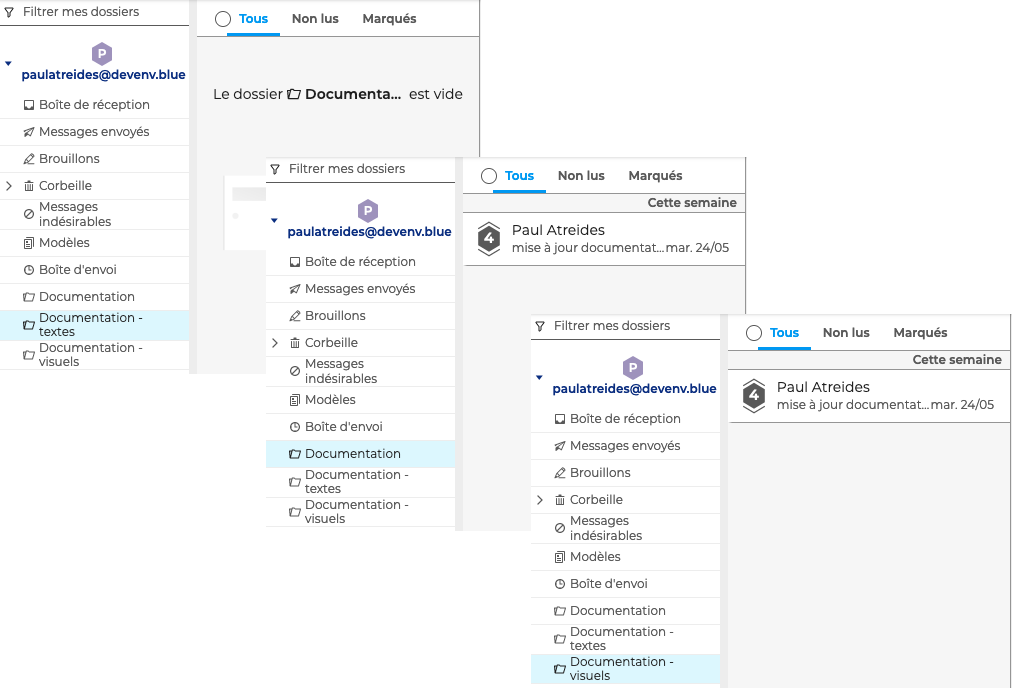 Filtrer mes dossiers
P
paulatreides@devenv.blue
Boîte de réception
Messages envoyés
Brouillons
Corbeille
Messages
indésirables
Modèles
Boîte d'envoi
Documentation
Documentation -
textes
Documentation -
visuels
Tous Non lus Marqués
Le dossier Documenta... est vide
Filtrer mes dossiers
P
paulatreides@devenv.blue
Boîte de réception
Messages envoyés
Brouillons
Corbeille
Messages
indésirables
Modèles
Boîte d'envoi
Documentation
Documentation -
textes
Documentation -
visuels
Tous Non lus Marqués
Cette semaine
4
Paul Atreides
mise à jour documentat...mar. 24/05
Filtrer mes dossiers
P
paulatreides@devenv.blue
Boîte de réception
Messages envoyés
Brouillons
Corbeille
Messages
indésirables
Modèles
Boîte d'envoi
Documentation
Documentation -
textes
Documentation -
visuels
Tous Non lus Marqués
Cette semaine
4
Paul Atreides
mise à jour documentat...mar. 24/05